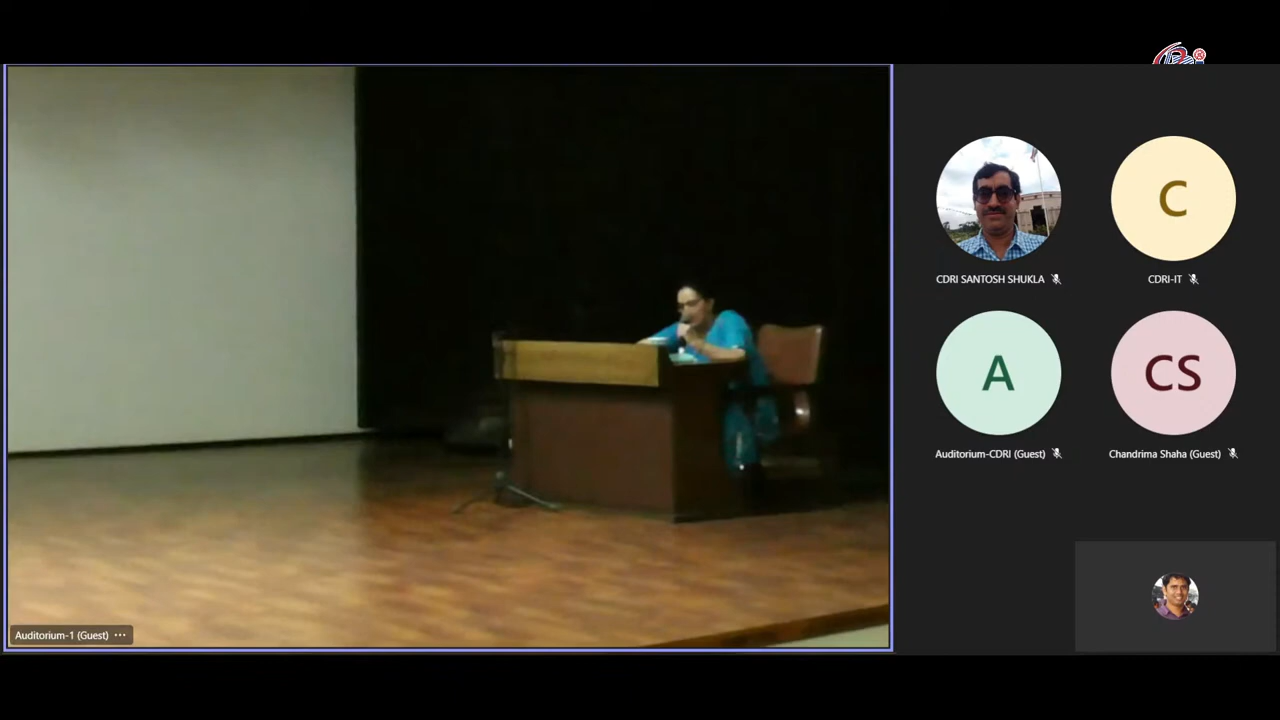 CDRI SANTOSH SHUKLA
C
CDRI-IT
A
Auditorium-CDRI (Guest)
CS
Chandrima Shaha (Guest)
Auditorium-1 (Guest) ...